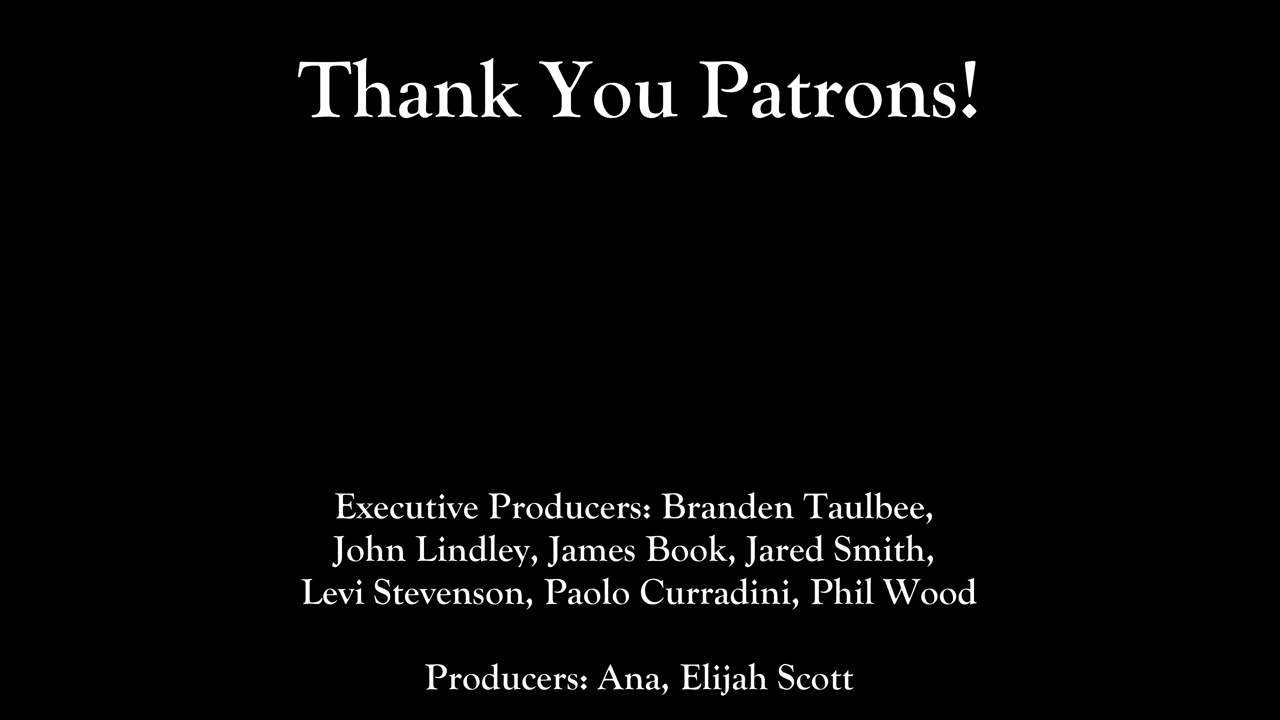 Thank You Patrons!
Executive Producers: Branden Taulbee,
John Lindley, James Book, Jared Smith,
Levi Stevenson, Paolo Curradini, Phil Wood
Producers: Ana, Elijah Scott